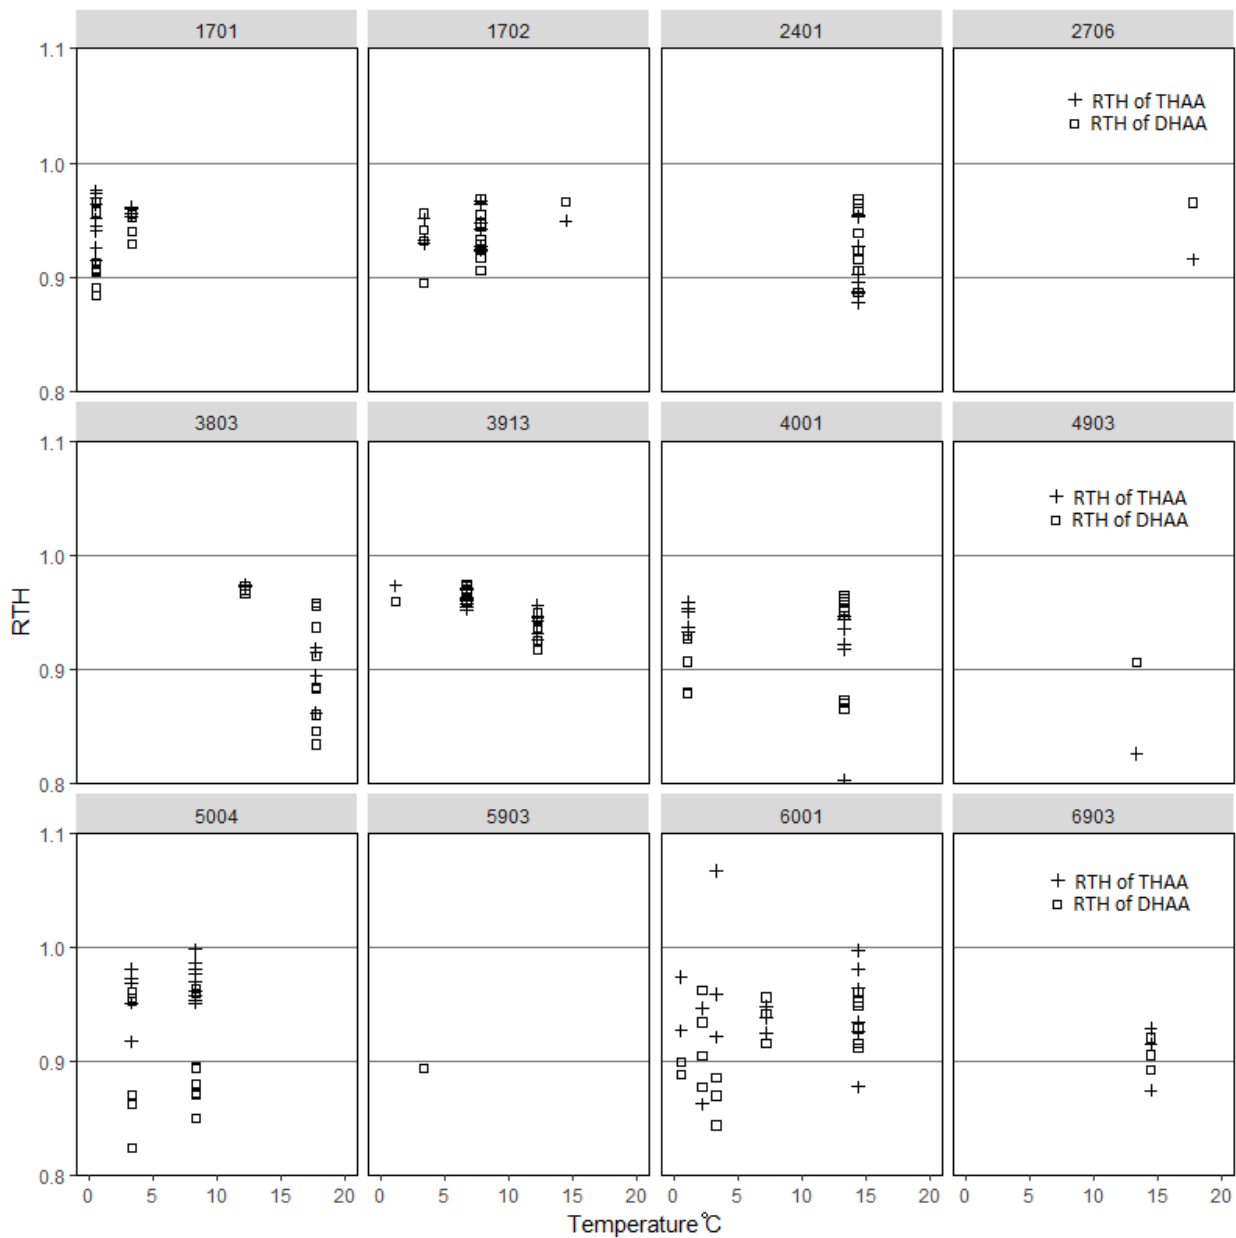 1701 1702 2401 2706
1.1
RTH of THAA
RTH of DHAA
1.0
0.9
0.8
3803 3913 4001 4903
1.1
RTH of THAA
RTH of DHAA
1.0
RTH
0.9
0.8
5004 5903 6001 6903
1.1
RTH of THAA
RTH of DHAA
1.0
0.9
0.8
0 5 10 15 20 0 5 10 15 20 0 5 10 15 20 0 5 10 15 20
Temperature°C